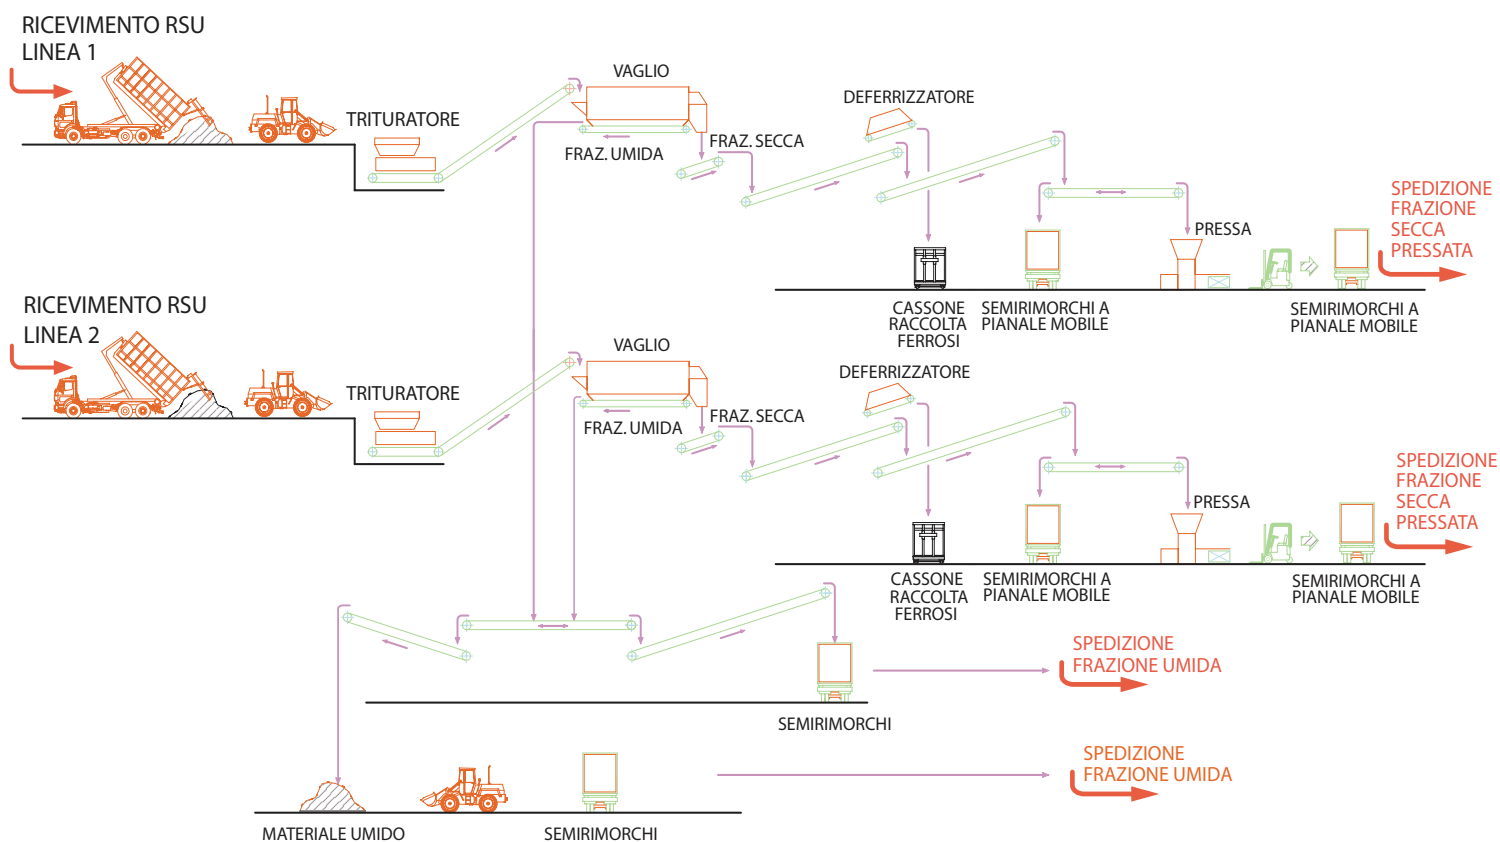 RICEVIMENTO RSU
LINEA 1
TRITURATORE
VAGLIO
FRAZ. UMIDA
FRAZ. SECCA
DEFERRIZZATORE
CASSONE
RACCOLTA
FERROSI
SEMIRIMORCHI A
PIANALE MOBILE
PRESSA
SEMIRIMORCHI A
PIANALE MOBILE
SPEDIZIONE
FRAZIONE
SECCA
PRESSATA
RICEVIMENTO RSU
LINEA 2
TRITURATORE
VAGLIO
FRAZ. UMIDA
FRAZ. SECCA
DEFERRIZZATORE
CASSONE
RACCOLTA
FERROSI
SEMIRIMORCHI A
PIANALE MOBILE
PRESSA
SEMIRIMORCHI A
PIANALE MOBILE
SPEDIZIONE
FRAZIONE
SECCA
PRESSATA
SEMIRIMORCHI
SPEDIZIONE
FRAZIONE UMIDA
MATERIALE UMIDO
SEMIRIMORCHI
SPEDIZIONE
FRAZIONE UMIDA